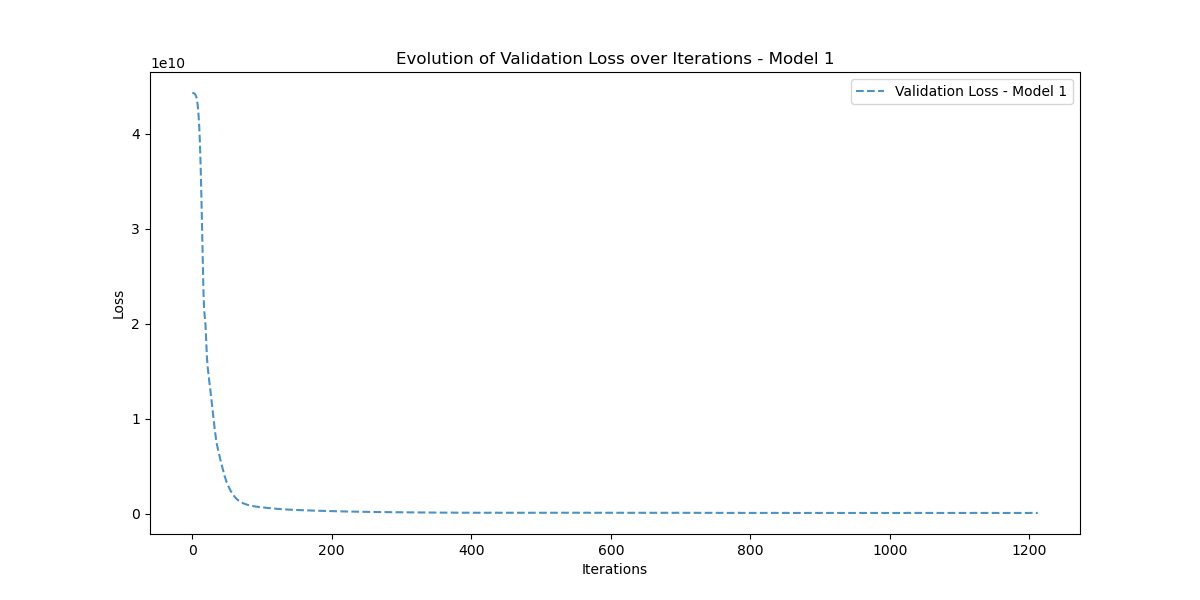 Evolution of Validation Loss over Iterations - Model 1
1e10
Validation Loss - Model 1
4
3
2
1
0
Loss
0 200 400 600 800 1000 1200
Iterations